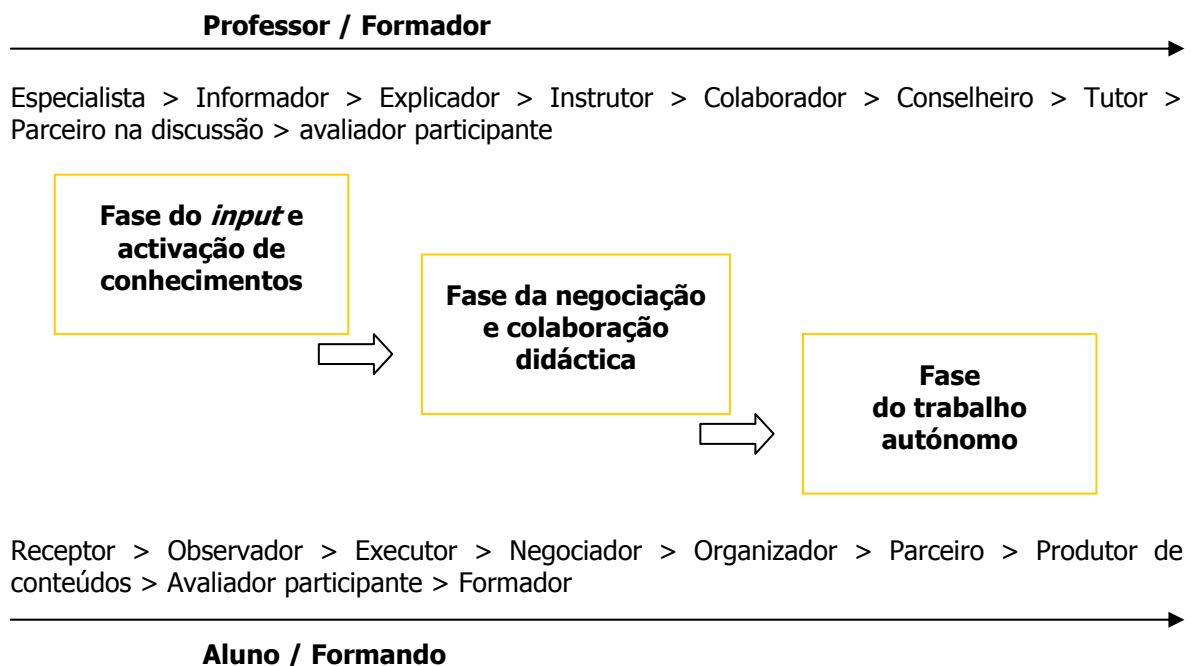 Professor / Formador
Especialista > Informador > Explicador > Instrutor > Colaborador > Conselheiro > Tutor >
Parceiro na discussão > avaliador participante
Fase do input e
activação de
conhecimentos
Fase da negociação
e colaboração
didáctica
Fase
do trabalho
autónomo
Receptor > Observador > Executor > Negociador > Organizador > Parceiro > Produtor de
conteúdos > Avaliador participante > Formador
Aluno / Formando